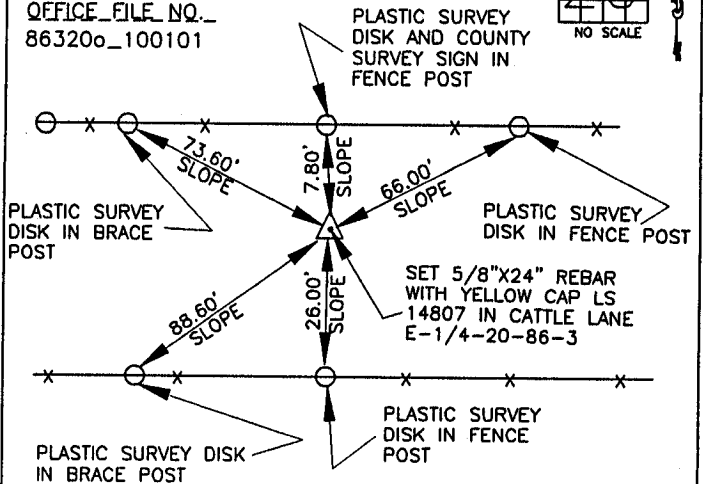 OFFICE FILE NO.
86320o_100101
PLASTIC SURVEY
DISK AND COUNTY
SURVEY SIGN IN
FENCE POST
NO SCALE
73.60'
SLOPE
7.80'
SLOPE
66.00'
SLOPE
PLASTIC SURVEY
DISK IN BRACE
POST
PLASTIC SURVEY
DISK IN FENCE POST
SET 5/8"X24" REBAR
WITH YELLOW CAP LS
14807 IN CATTLE LANE
E-1/4-20-86-3
88.60'
SLOPE
26.00'
SLOPE
PLASTIC SURVEY DISK
IN BRACE POST
PLASTIC SURVEY
DISK IN FENCE
POST